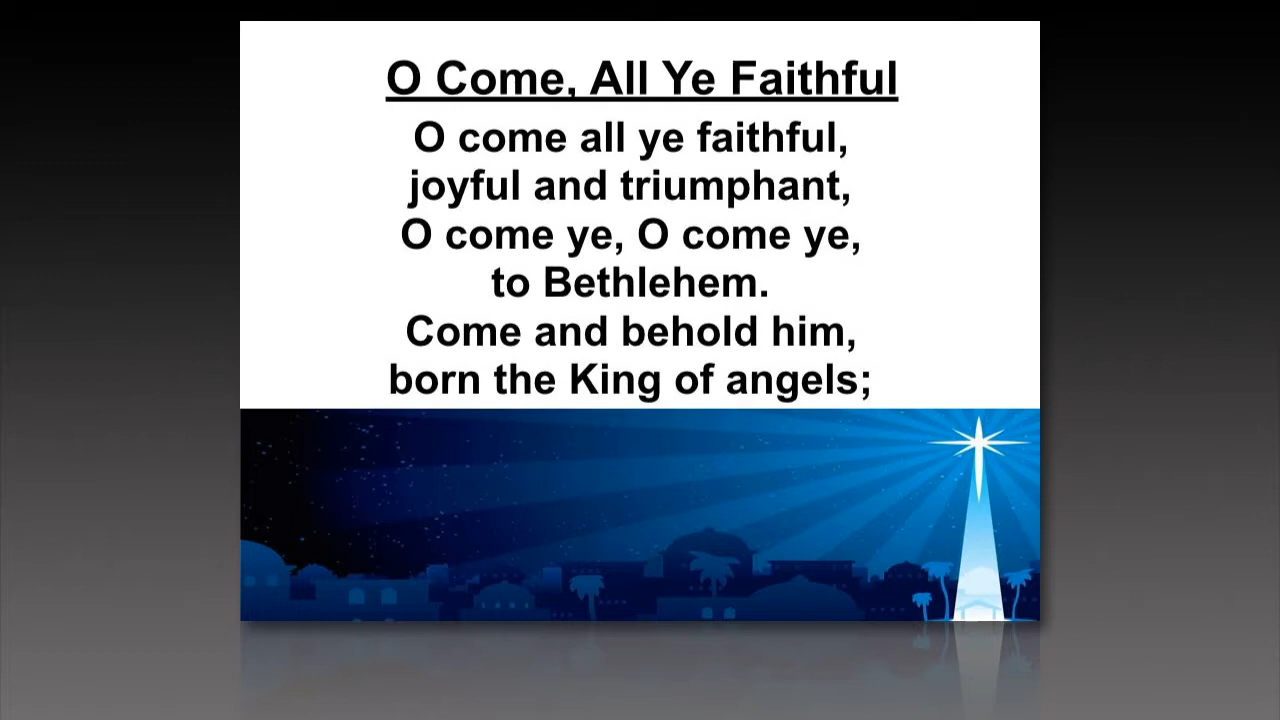 O Come, All Ye Faithful
O come all ye faithful,
joyful and triumphant,
O come ye, O come ye,
to Bethlehem.
Come and behold him,
born the King of angels;